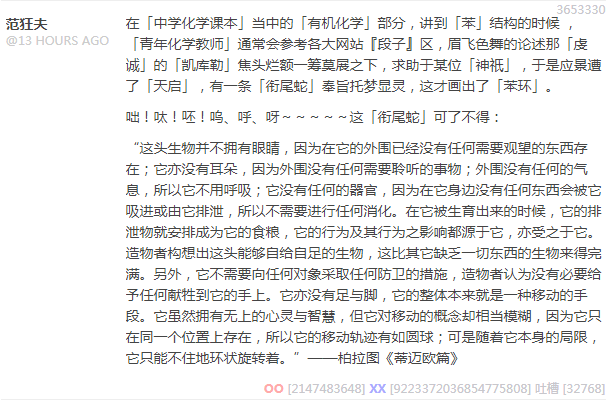 3653330
范狂夫
@13 HOURS AGO
在「中学化学课本」当中的「有机化学」部分，讲到「苯」结构的时候 ，
「青年化学教师」通常会参考各大网站『段子』区，眉飞色舞的论述那「虔
诚」的「凯库勒」焦头烂额一筹莫展之下，求助于某位「神祇」，于是应景遭
了「天启」，有一条「衔尾蛇」奉旨托梦显灵，这才画出了「苯环」。
咄！呔！呸！呜、呼、呀～～～～～这「衔尾蛇」可了不得：
“这头生物并不拥有眼睛，因为在它的外围已经没有任何需要观望的东西存
在；它亦没有耳朵，因为外围没有任何需要聆听的事物；外围没有任何的气
息，所以它不用呼吸；它没有任何的器官，因为在它身边没有任何东西会被它
吸进或由它排泄，所以不需要进行任何消化。在它被生育出来的时候，它的排
泄物就安排成为它的食粮，它的行为及其行为之影响都源于它，亦受之于它。
造物者构想出这头能够自给自足的生物，这比其它缺乏一切东西的生物来得完
满。另外，它不需要向任何对象采取任何防卫的措施，造物者认为没有必要给
予任何献牲到它的手上。它亦没有足与脚，它的整体本来就是一种移动的手
段。它虽然拥有无上的心灵与智慧，但它对移动的概念却相当模糊，因为它只
在同一个位置上存在，所以它的移动轨迹有如圆球；可是随着它本身的局限，
它只能不住地环状旋转着。”——柏拉图《蒂迈欧篇》
OO [2147483648] XX [9223372036854775808] 吐槽 [32768]